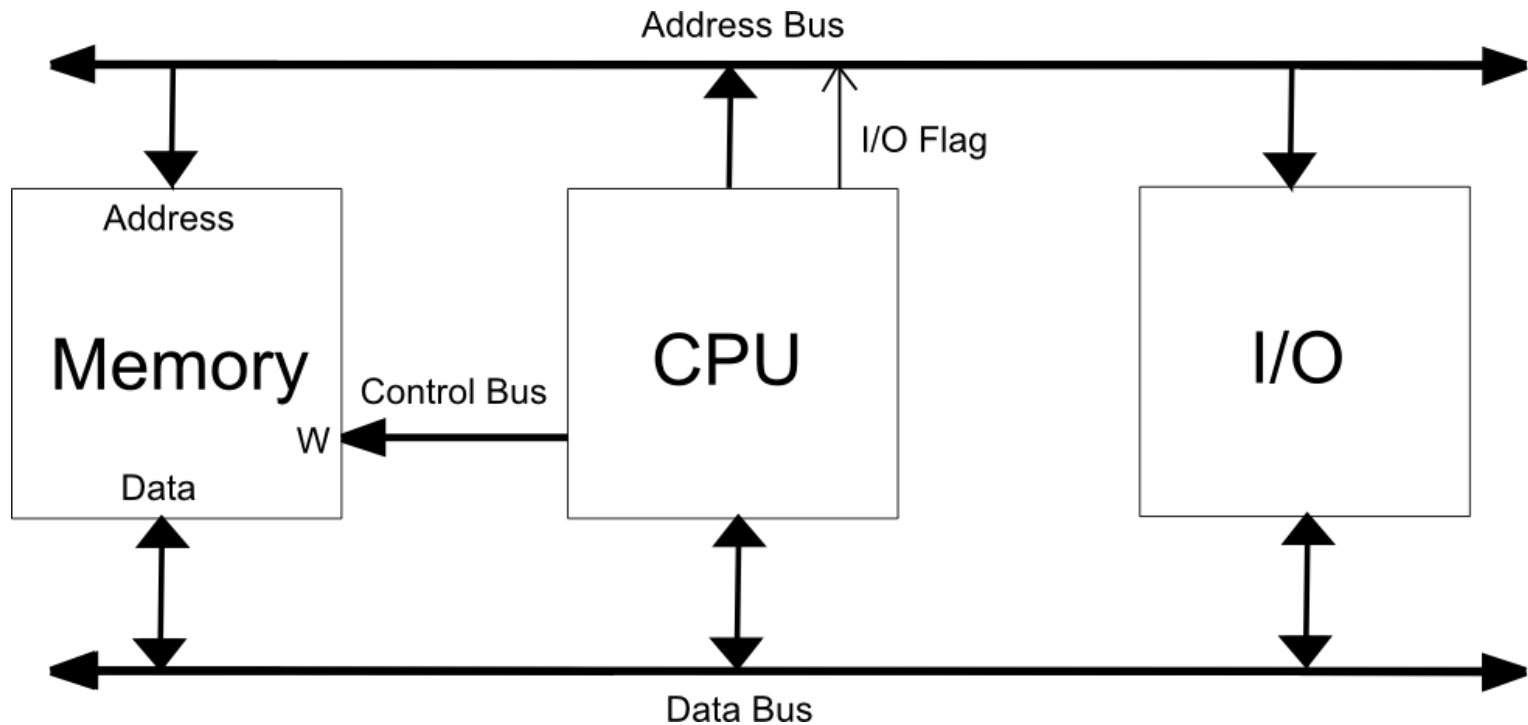 Address Bus
I/O Flag
Address
Memory
CPU
I/O
Control Bus
W
Data
Data Bus